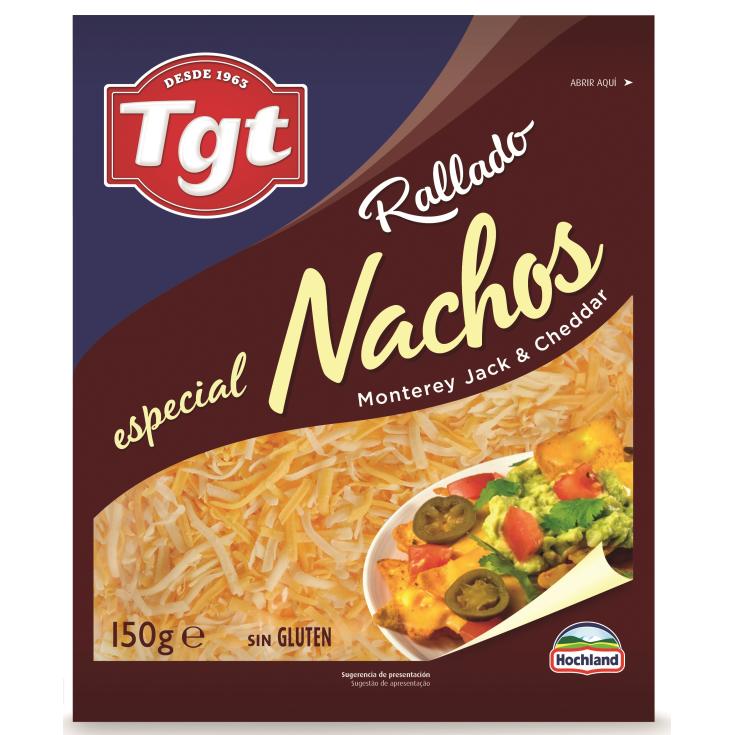 DESDE 1963
Tgt
ABRIR AQUÍ
Rallado
especial Nachos
Monterey Jack & Cheddar
150g e
SIN GLUTEN
Hochland
Sugerencia de presentación
Sugestão de apresentação